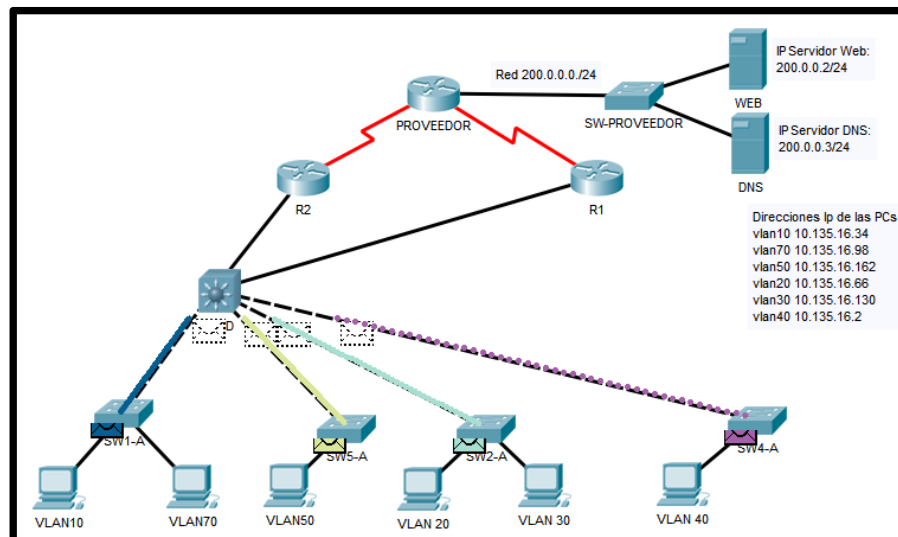 IP Servidor Web:
200.0.0.2/24
Red 200.0.0.0./24
WEB
PROVEEDOR
SW-PROVEEDOR
IP Servidor DNS:
200.0.0.3/24
DNS
R2
R1
Direcciones Ip de las PCs
vlan10 10.135.16.34
vlan70 10.135.16.98
vlan50 10.135.16.162
vlan20 10.135.16.66
vlan30 10.135.16.130
vlan40 10.135.16.2
D
SW1-A
SW5-A
SW2-A
SW4-A
VLAN10
VLAN70
VLAN50
VLAN 20
VLAN 30
VLAN 40